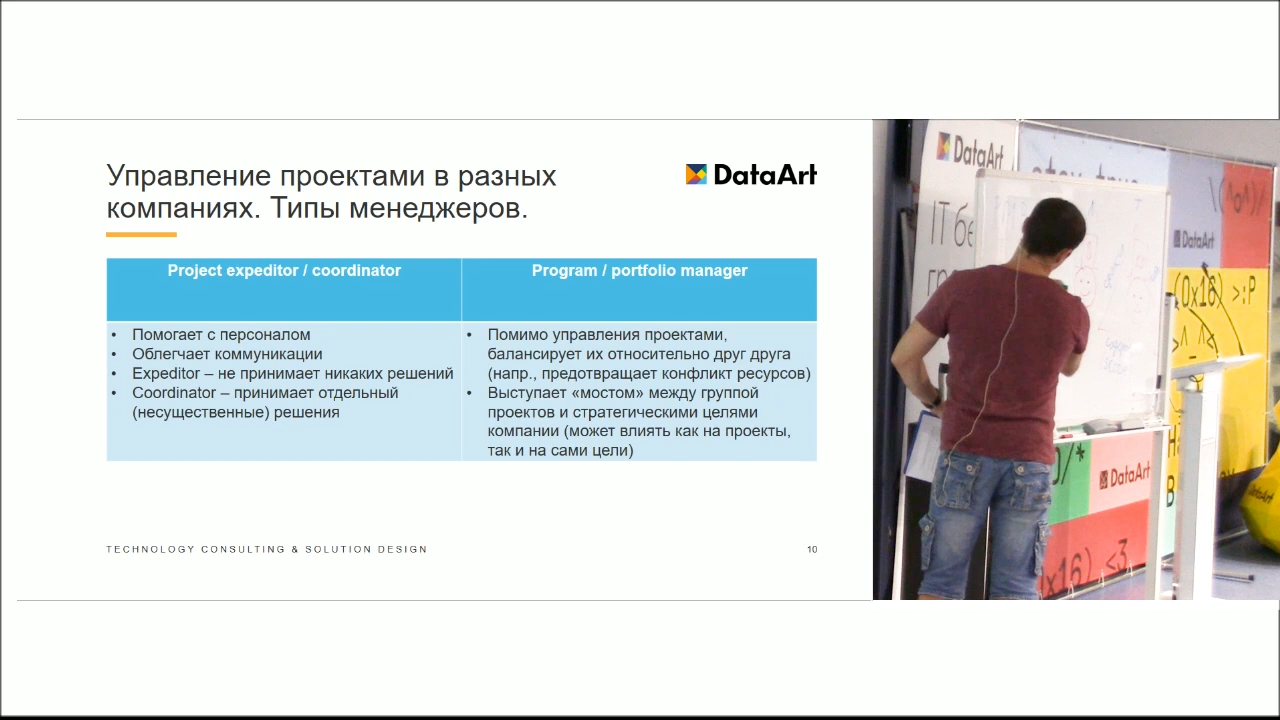 Управление проектами в разных
компаниях. Типы менеджеров.
DataArt
Project expeditor / coordinator
Program / portfolio manager
• Помогает с персоналом
• Облегчает коммуникации
• Expeditor – не принимает никаких решений
• Coordinator – принимает отдельный
(несущественные) решения
• Помимо управления проектами,
балансирует их относительно друг друга
(напр., предотвращает конфликт ресурсов)
• Выступает «мостом» между группой
проектов и стратегическими целями
компании (может влиять как на проекты,
так и на сами цели)
TECHNOLOGY CONSULTING & SOLUTION DESIGN
10
DataArt
\(^o^)/
IT бе
DataArt
(0x16) >:P
>^_^<
DataArt
0x16) <3
DataArt